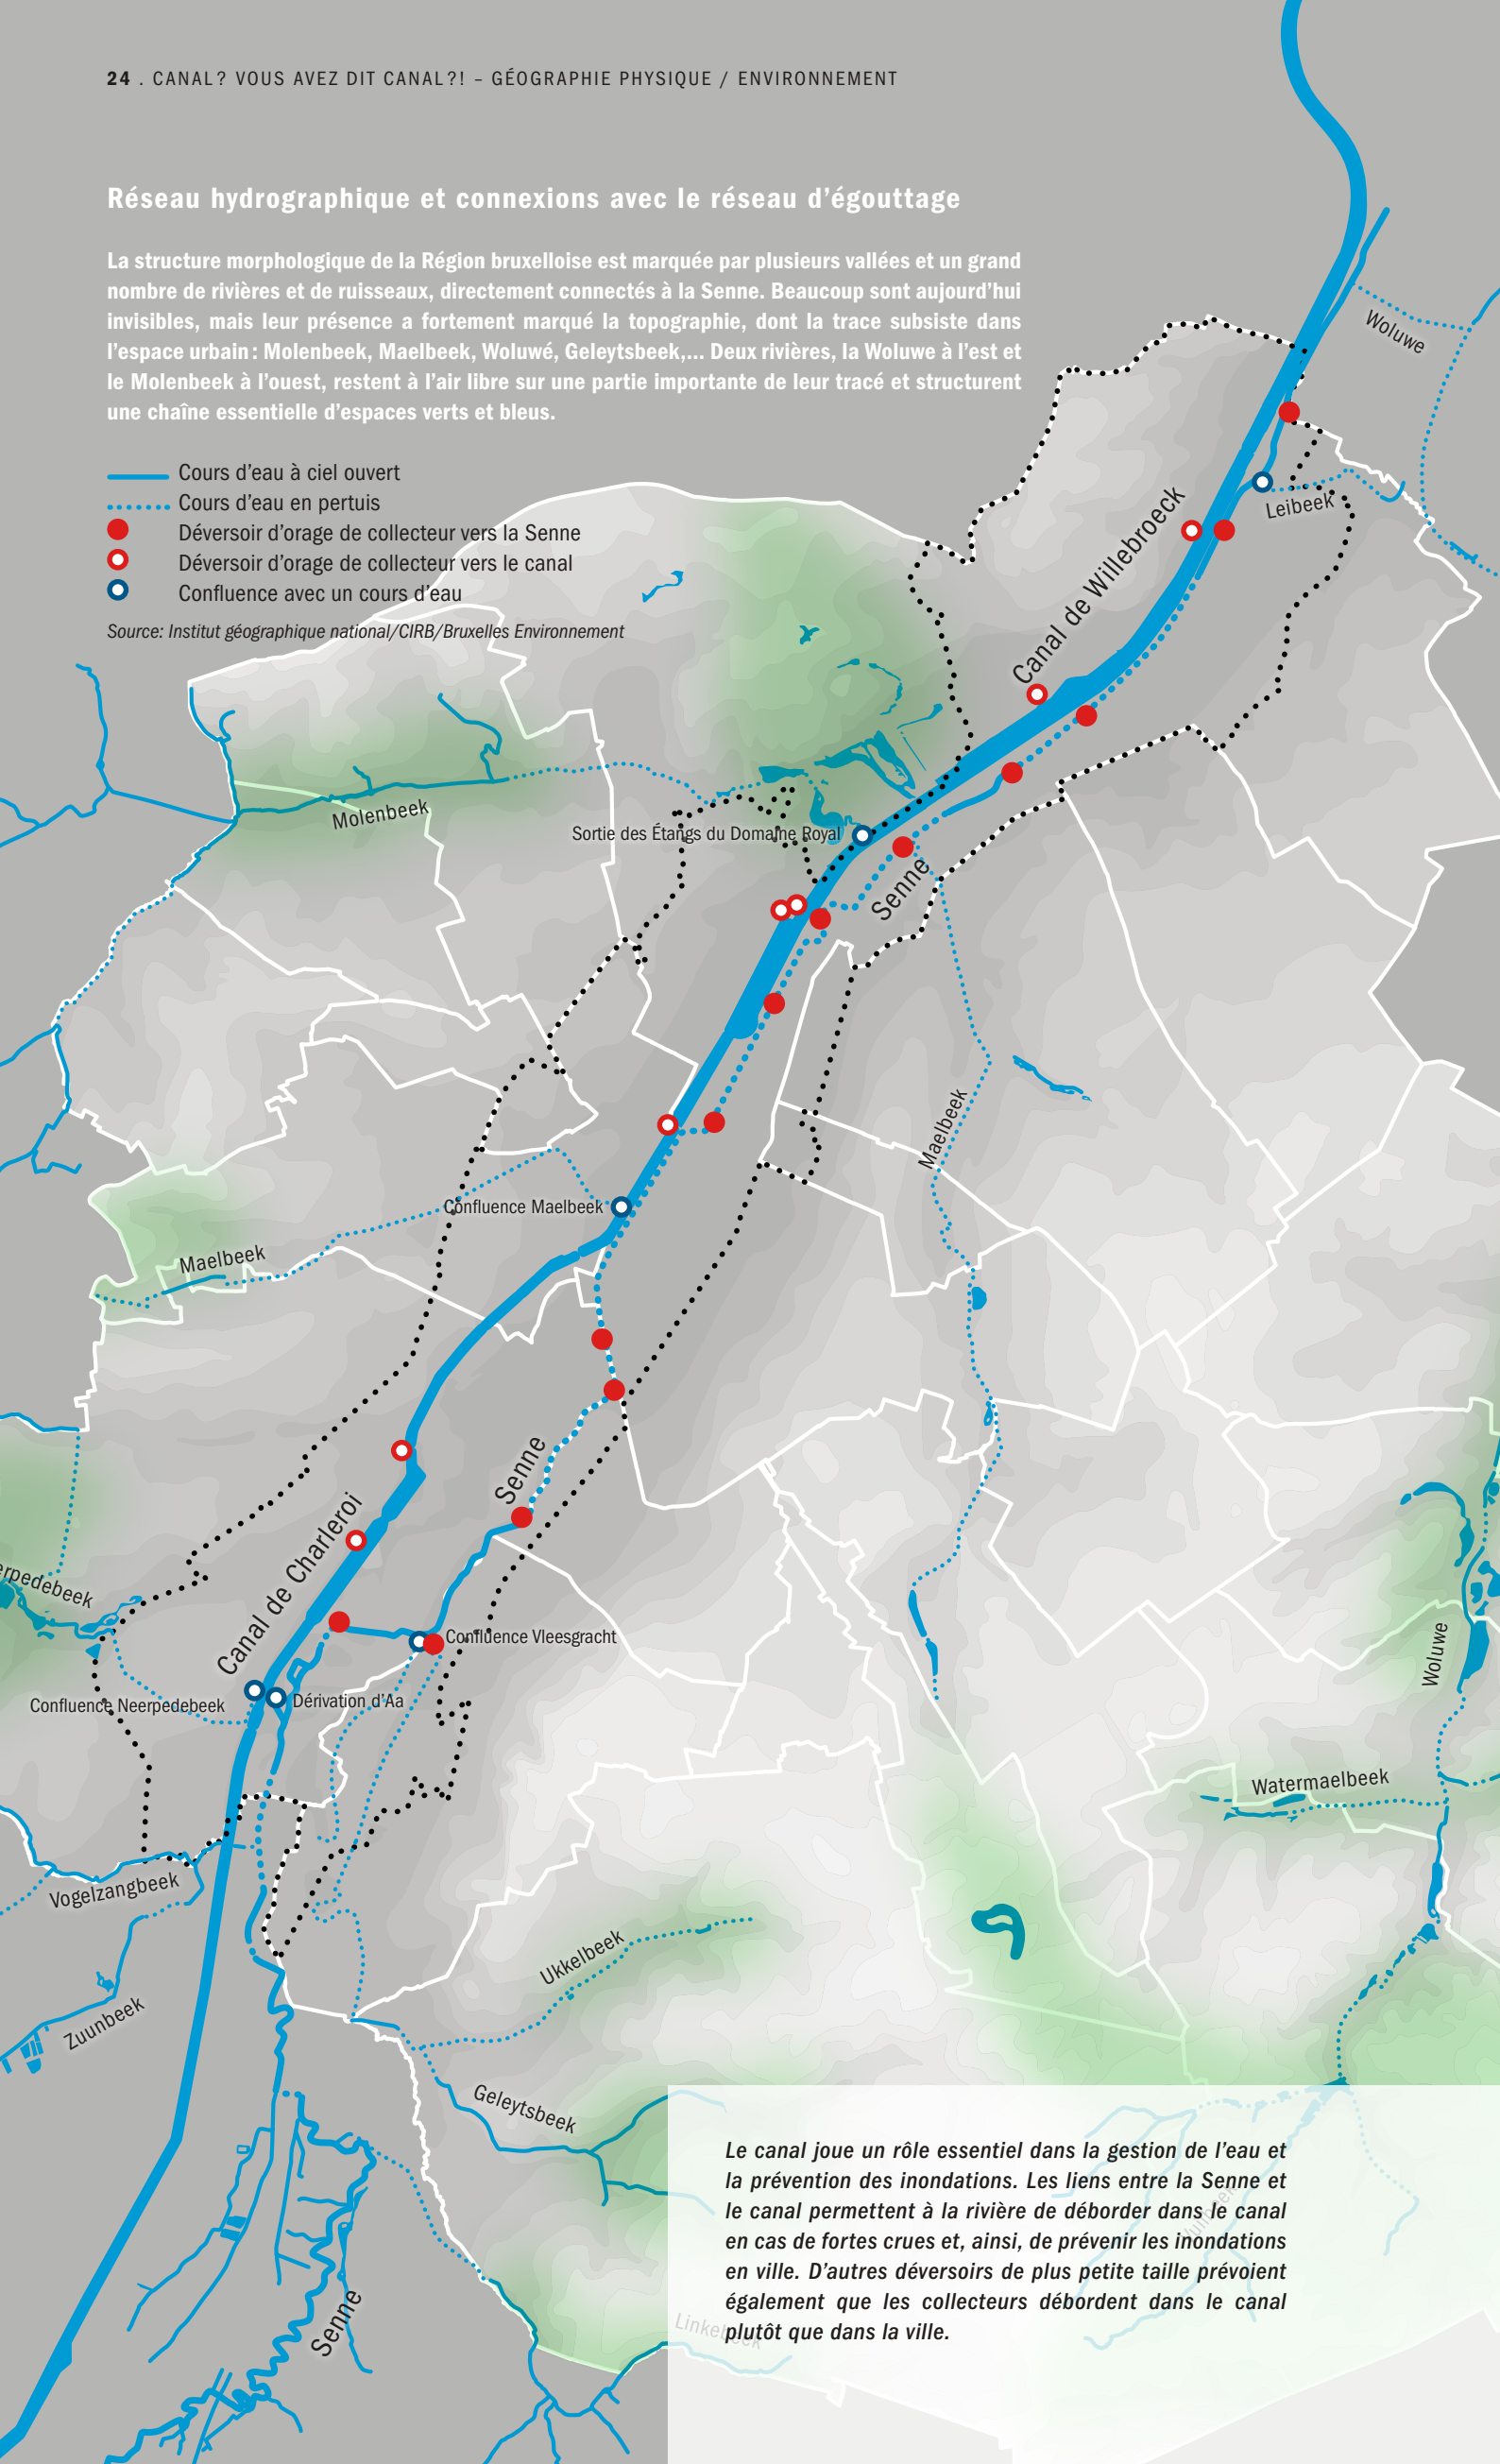 24 . CANAL? VOUS AVEZ DIT CANAL?! – GÉOGRAPHIE PHYSIQUE / ENVIRONNEMENT
Réseau hydrographique et connexions avec le réseau d'égouttage
La structure morphologique de la Région bruxelloise est marquée par plusieurs vallées et un grand
nombre de rivières et de ruisseaux, directement connectés à la Senne. Beaucoup sont aujourd'hui
invisibles, mais leur présence a fortement marqué la topographie, dont la trace subsiste dans
l'espace urbain : Molenbeek, Maelbeek, Woluwé, Geleytsbeek,... Deux rivières, la Woluwe à l'est et
le Molenbeek à l'ouest, restent à l'air libre sur une partie importante de leur tracé et structurent
une chaîne essentielle d'espaces verts et bleus.
Cours d'eau à ciel ouvert
Cours d'eau en pertuis
Déversoir d'orage de collecteur vers la Senne
Déversoir d'orage de collecteur vers le canal
Confluence avec un cours d'eau
Source: Institut géographique national/CIRB/Bruxelles Environnement
Woluwe
Leibeek
Canal de Willebroeck
Molenbeek
Sortie des Étangs du Domaine Royal
Senne
Maelbeek
Confluence Maelbeek
Maelbeek
Senne
Canal de Charleroi
erpedebeek
Confluence Vleesgracht
Woluwe
Dérivation d'Aa
Confluence Neerpedebeek
Watermaelbeek
Vogelzangbeek
Ukkelbeek
Zuunbeek
Geleytsbeek
Senne
Linkebeek
Le canal joue un rôle essentiel dans la gestion de l'eau et
la prévention des inondations. Les liens entre la Senne et
le canal permettent à la rivière de déborder dans le canal
en cas de fortes crues et, ainsi, de prévenir les inondations
en ville. D'autres déversoirs de plus petite taille prévoient
également que les collecteurs débordent dans le canal
plutôt que dans la ville.